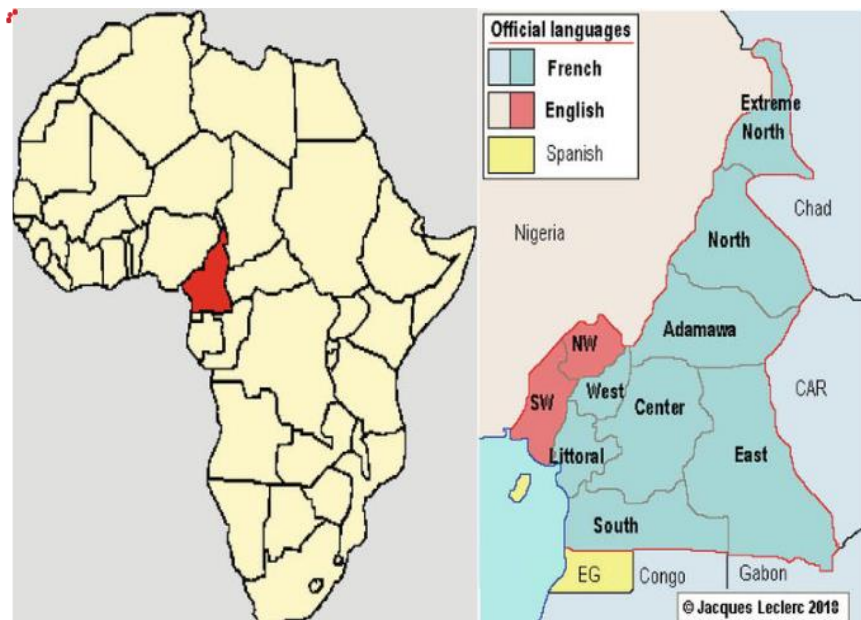 Official languages
French
English
Spanish
Extreme
North
Chad
Nigeria
North
Adamawa
NW
West
CAR
SW
Center
Littoral
East
South
EG
Congo
Gabon
© Jacques Leclerc 2018